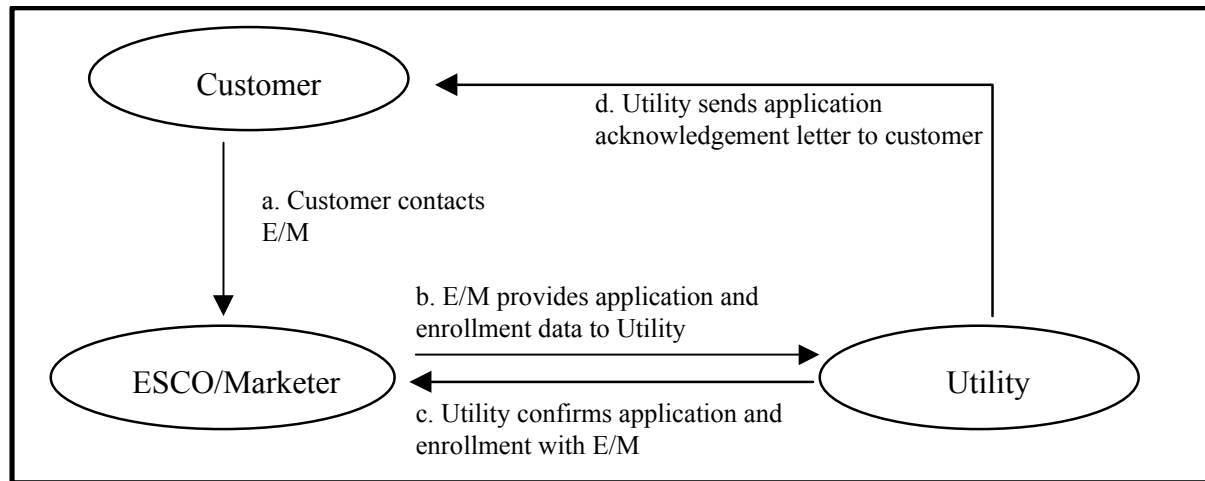 Customer
d. Utility sends application
acknowledgement letter to customer
a. Customer contacts
E/M
b. E/M provides application and
enrollment data to Utility
ESCO/Marketer
Utility
c. Utility confirms application and
enrollment with E/M